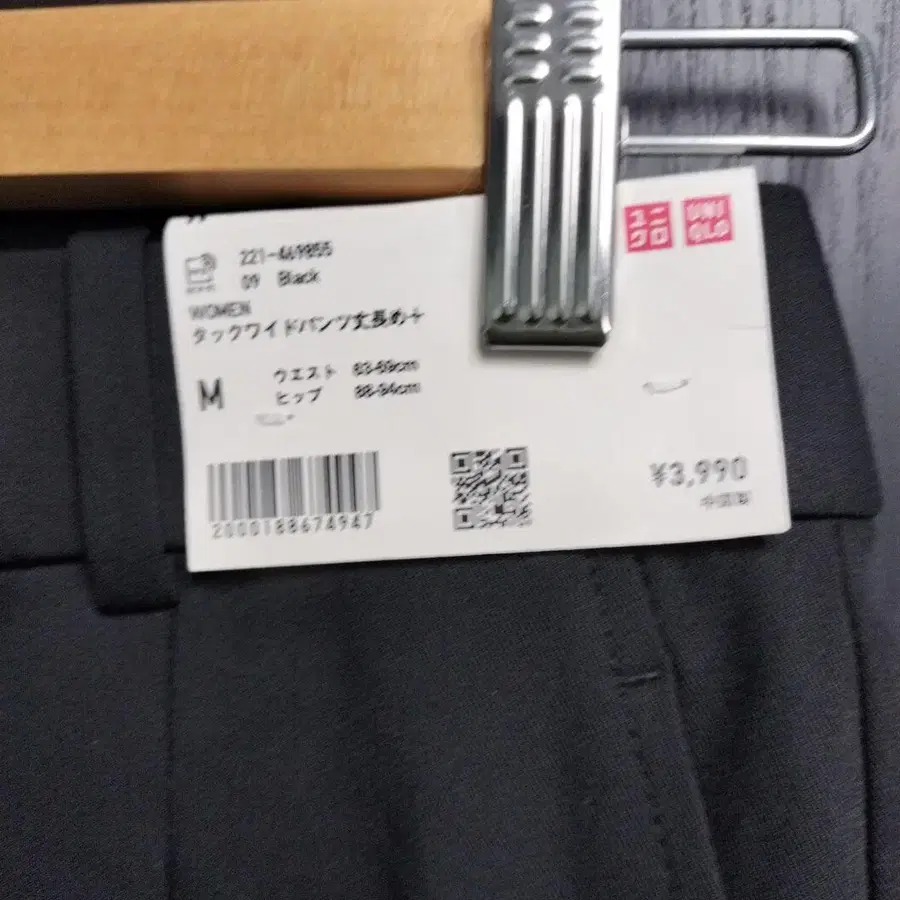 ユニクロ
UNIQLO
221-469855
09 Black
WOMEN
タックワイドパンツ丈長め+
M
ウエスト 63-69cm
ヒップ 88-94cm
2000188674947
¥3,990
中国製